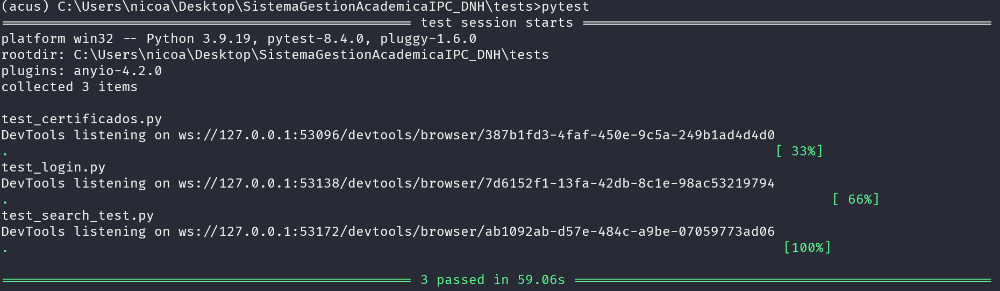 (acus) C:\Users\nicoa\Desktop\SistemaGestionAcademicaIPC_DNH\tests>pytest
================================================== test session starts ==================================================
platform win32 -- Python 3.9.19, pytest-8.4.0, pluggy-1.6.0
rootdir: C:\Users\nicoa\Desktop\SistemaGestionAcademicaIPC_DNH\tests
plugins: anyio-4.2.0
collected 3 items
test_certificados.py
DevTools listening on ws://127.0.0.1:53096/devtools/browser/387b1fd3-4faf-450e-9c5a-249b1ad4d4d0
. [ 33%]
test_login.py
DevTools listening on ws://127.0.0.1:53138/devtools/browser/7d6152f1-13fa-42db-8c1e-98ac53219794
. [ 66%]
test_search_test.py
DevTools listening on ws://127.0.0.1:53172/devtools/browser/ab1092ab-d57e-484c-a9be-07059773ad06
. [100%]
================================================== 3 passed in 59.06s ===================================================